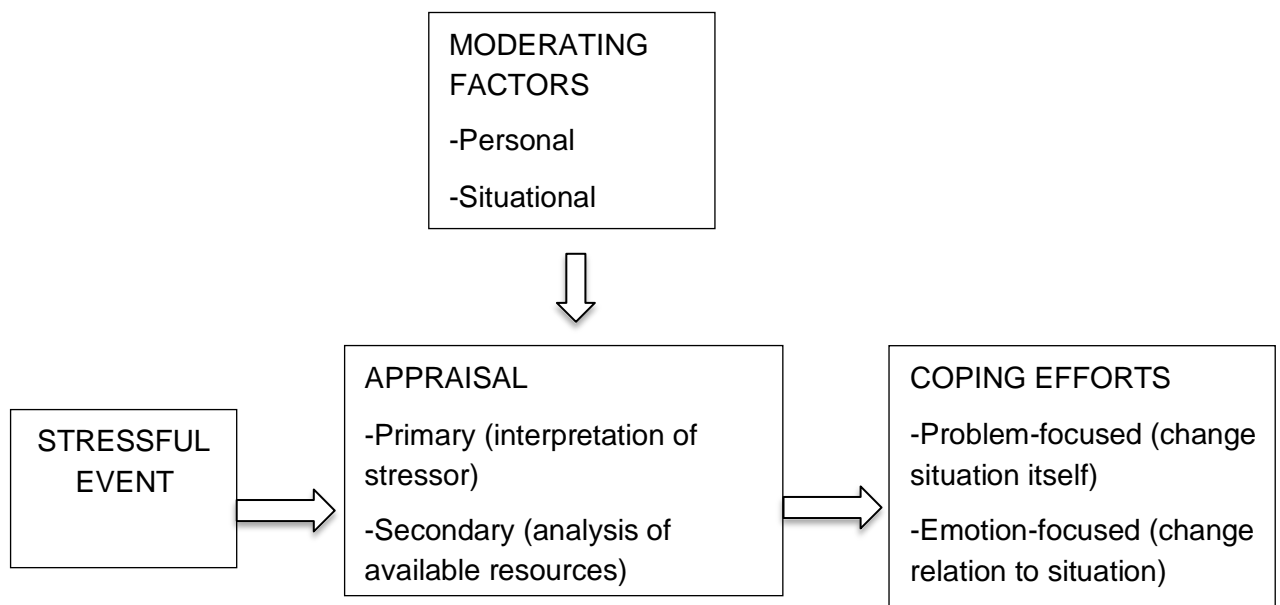 MODERATING
FACTORS
-Personal
-Situational
STRESSFUL
EVENT
APPRAISAL
-Primary (interpretation of
stressor)
-Secondary (analysis of
available resources)
COPING EFFORTS
-Problem-focused (change
situation itself)
-Emotion-focused (change
relation to situation)